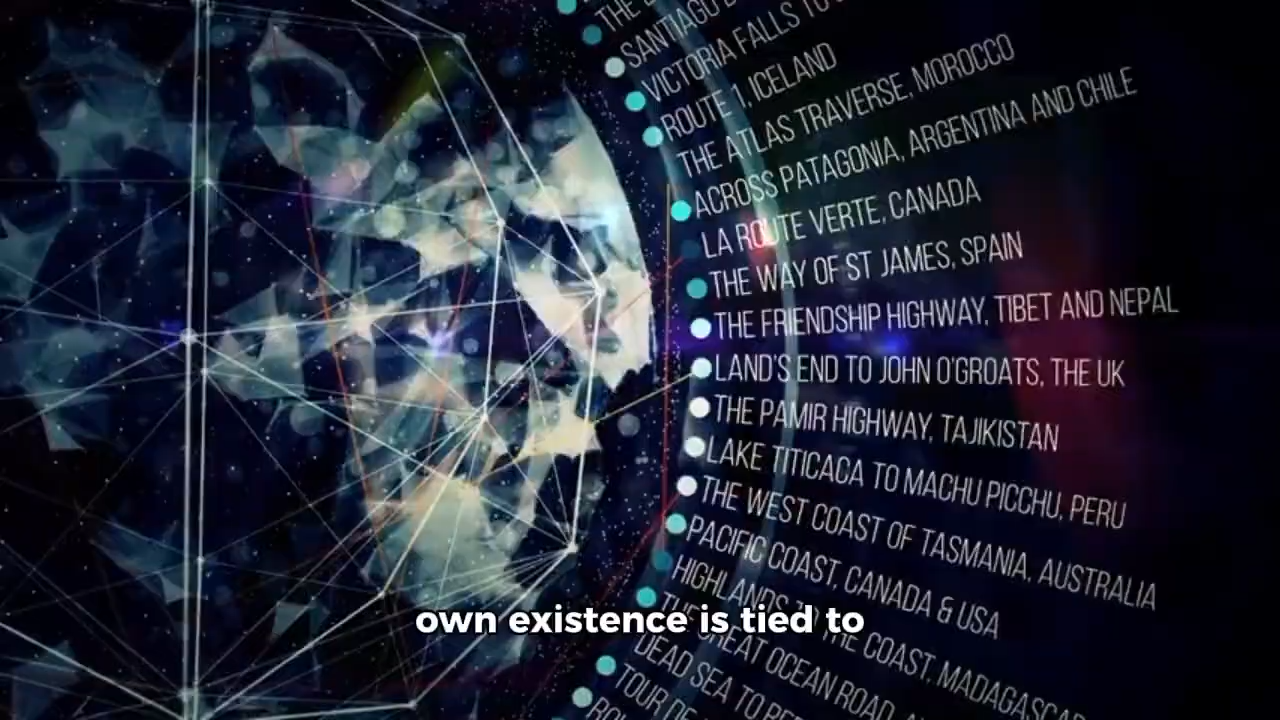 THE
SANTIAGO
VICTORIA FALLS TO
ROUTE 1, ICELAND
THE ATLAS TRAVERSE, MOROCCO
ACROSS PATAGONIA, ARGENTINA AND CHILE
LA ROUTE VERTE, CANADA
THE WAY OF ST JAMES, SPAIN
THE FRIENDSHIP HIGHWAY, TIBET AND NEPAL
LAND'S END TO JOHN O'GROATS, THE UK
THE PAMIR HIGHWAY, TAJIKISTAN
LAKE TITICACA TO MACHU PICCHU, PERU
THE WEST COAST OF TASMANIA, AUSTRALIA
PACIFIC COAST, CANADA & USA
HIGHLANDS TO THE COAST, MADAGASCAR
THE GREAT OCEAN ROAD,
DEAD SEA TO
TOUR
own existence is tied to